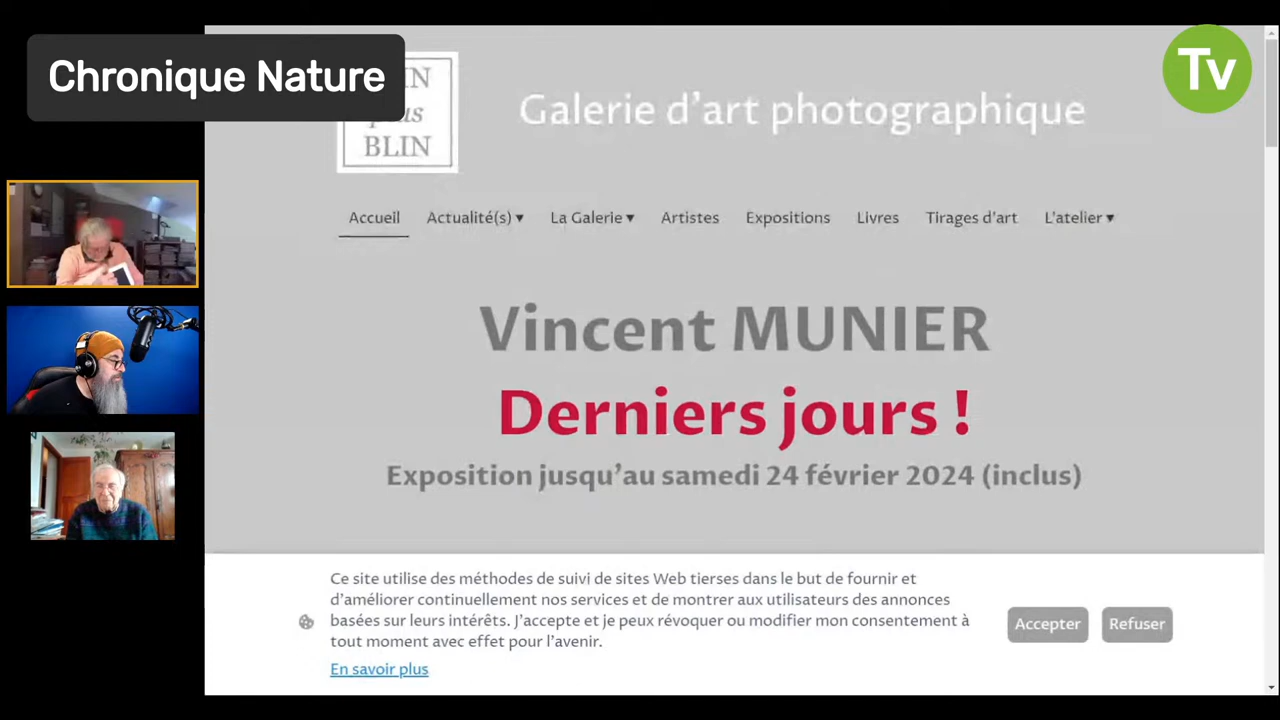 Chronique Nature
Tv
plus
BLIN
Galerie d'art photographique
Accueil
Actualité(s) ▾
La Galerie ▾
Artistes
Expositions
Livres
Tirages d'art
L'atelier ▾
Vincent MUNIER
Derniers jours !
Exposition jusqu'au samedi 24 février 2024 (inclus)
Ce site utilise des méthodes de suivi de sites Web tierses dans le but de fournir et
d'améliorer continuellement nos services et de montrer aux utilisateurs des annonces
basées sur leurs intérêts. J'accepte et je peux révoquer ou modifier mon consentement à
tout moment avec effet pour l'avenir.
En savoir plus
Accepter
Refuser